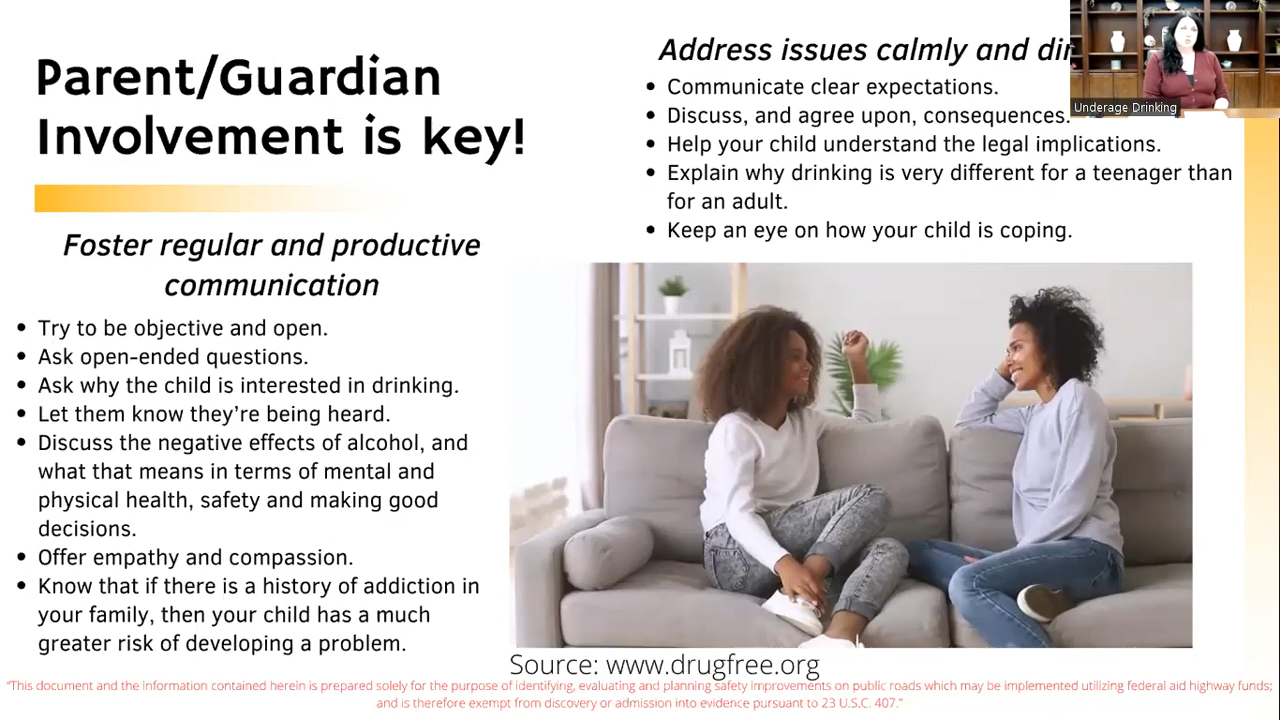 Parent/Guardian
Involvement is key!
Foster regular and productive
communication
• Try to be objective and open.
• Ask open-ended questions.
• Ask why the child is interested in drinking.
• Let them know they’re being heard.
• Discuss the negative effects of alcohol, and
what that means in terms of mental and
physical health, safety and making good
decisions.
• Offer empathy and compassion.
• Know that if there is a history of addiction in
your family, then your child has a much
greater risk of developing a problem.
Address issues calmly and
• Communicate clear expectations.
• Discuss, and agree upon, consequences.
• Help your child understand the legal implications.
• Explain why drinking is very different for a teenager than
for an adult.
• Keep an eye on how your child is coping.
Underage Drinking
Source: www.drugfree.org
“This document and the information contained herein is prepared solely for the purpose of identifying, evaluating and planning safety improvements on public roads which may be implemented utilizing federal aid highway funds;
and is therefore exempt from discovery or admission into evidence pursuant to 23 U.S.C. 407.”